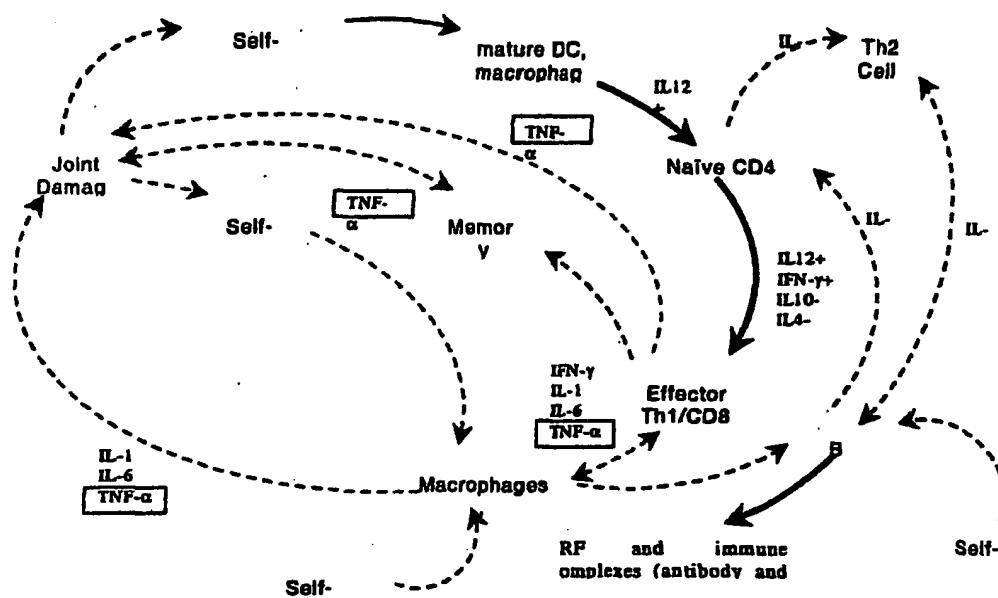 Self-
mature DC,
macrophag
IL-
Th2
Cell
IL12
TNF-
α
Joint
Damag
Naïve CD4
TNF-
α
Self-
Memor
y
IL-
IL-
IL12+
IFN-γ+
IL10-
IL4-
IFN-γ
IL-1
IL-6
TNF-α
Effector
Th1/CD8
B
IL-1
IL-6
TNF-α
Macrophages
RF and immune
omplexes (antibody and
Self-
Self-